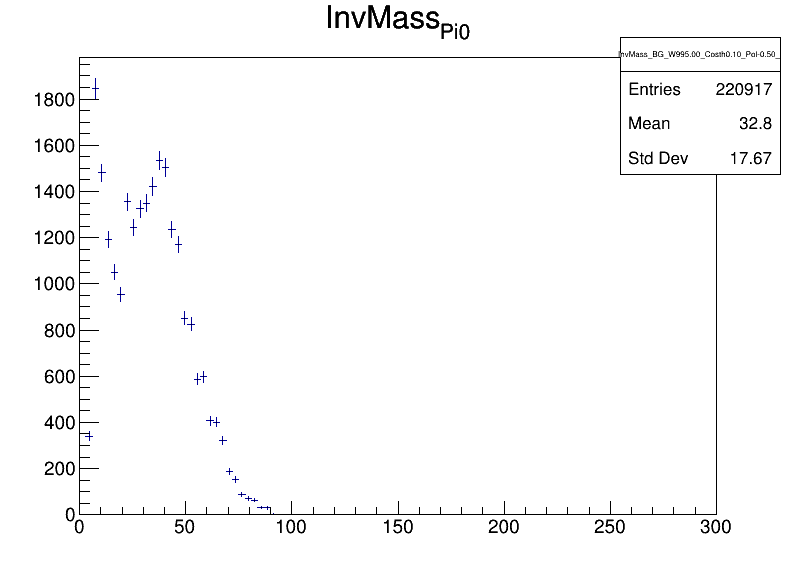 InvMass_Pi0
InvMass_BG_W995.00_Costh0.10_Pol-0.50_
Entries 220917
Mean 32.8
Std Dev 17.67
1800
1600
1400
1200
1000
800
600
400
200
0
0 50 100 150 200 250 300